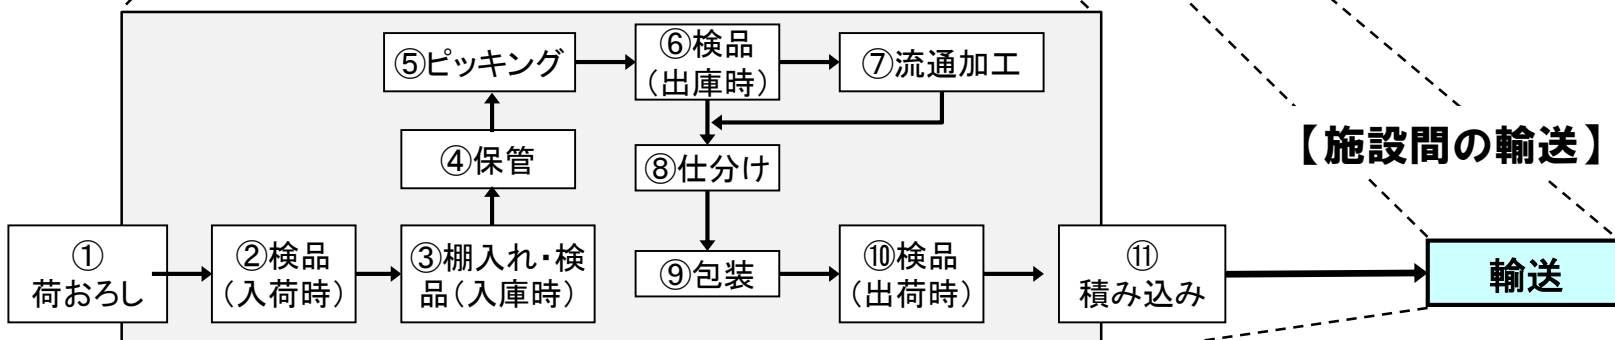 ①
荷おろし
②検品
(入荷時)
③棚入れ・検
品(入庫時)
④保管
⑤ピッキング
⑥検品
(出庫時)
⑦流通加工
⑧仕分け
⑨包装
⑩検品
(出荷時)
⑪
積み込み
【施設間の輸送】
輸送